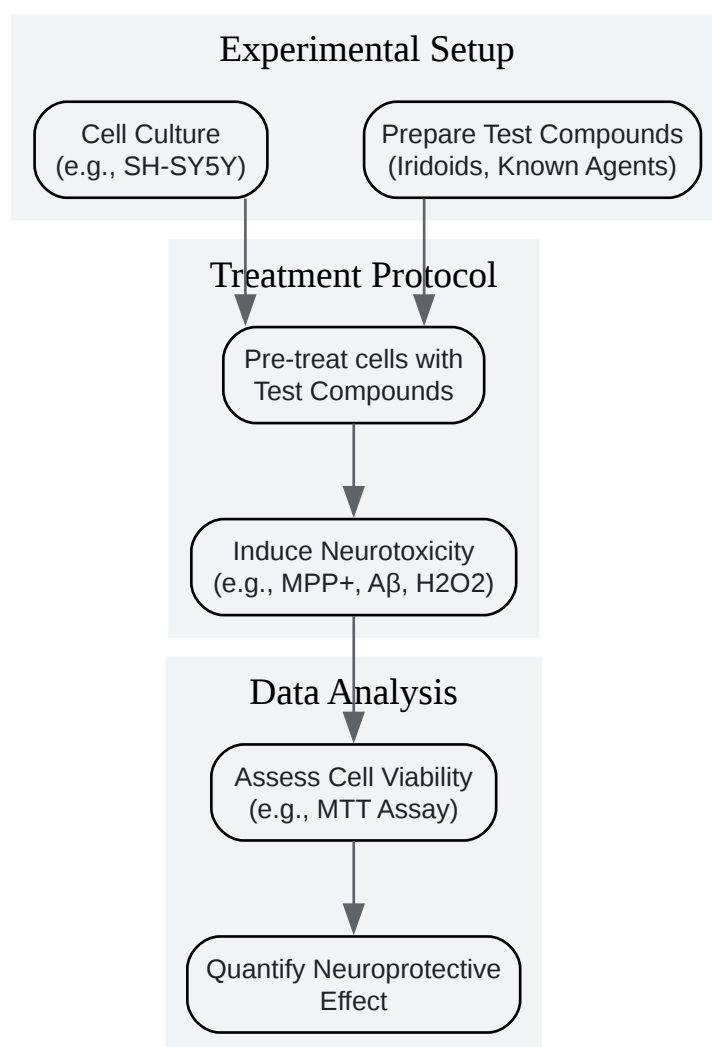 Experimental Setup
Cell Culture
(e.g., SH-SY5Y)
Prepare Test Compounds
(Iridoids, Known Agents)
Treatment Protocol
Pre-treat cells with
Test Compounds
Induce Neurotoxicity
(e.g., MPP+, Aβ, H2O2)
Data Analysis
Assess Cell Viability
(e.g., MTT Assay)
Quantify Neuroprotective
Effect